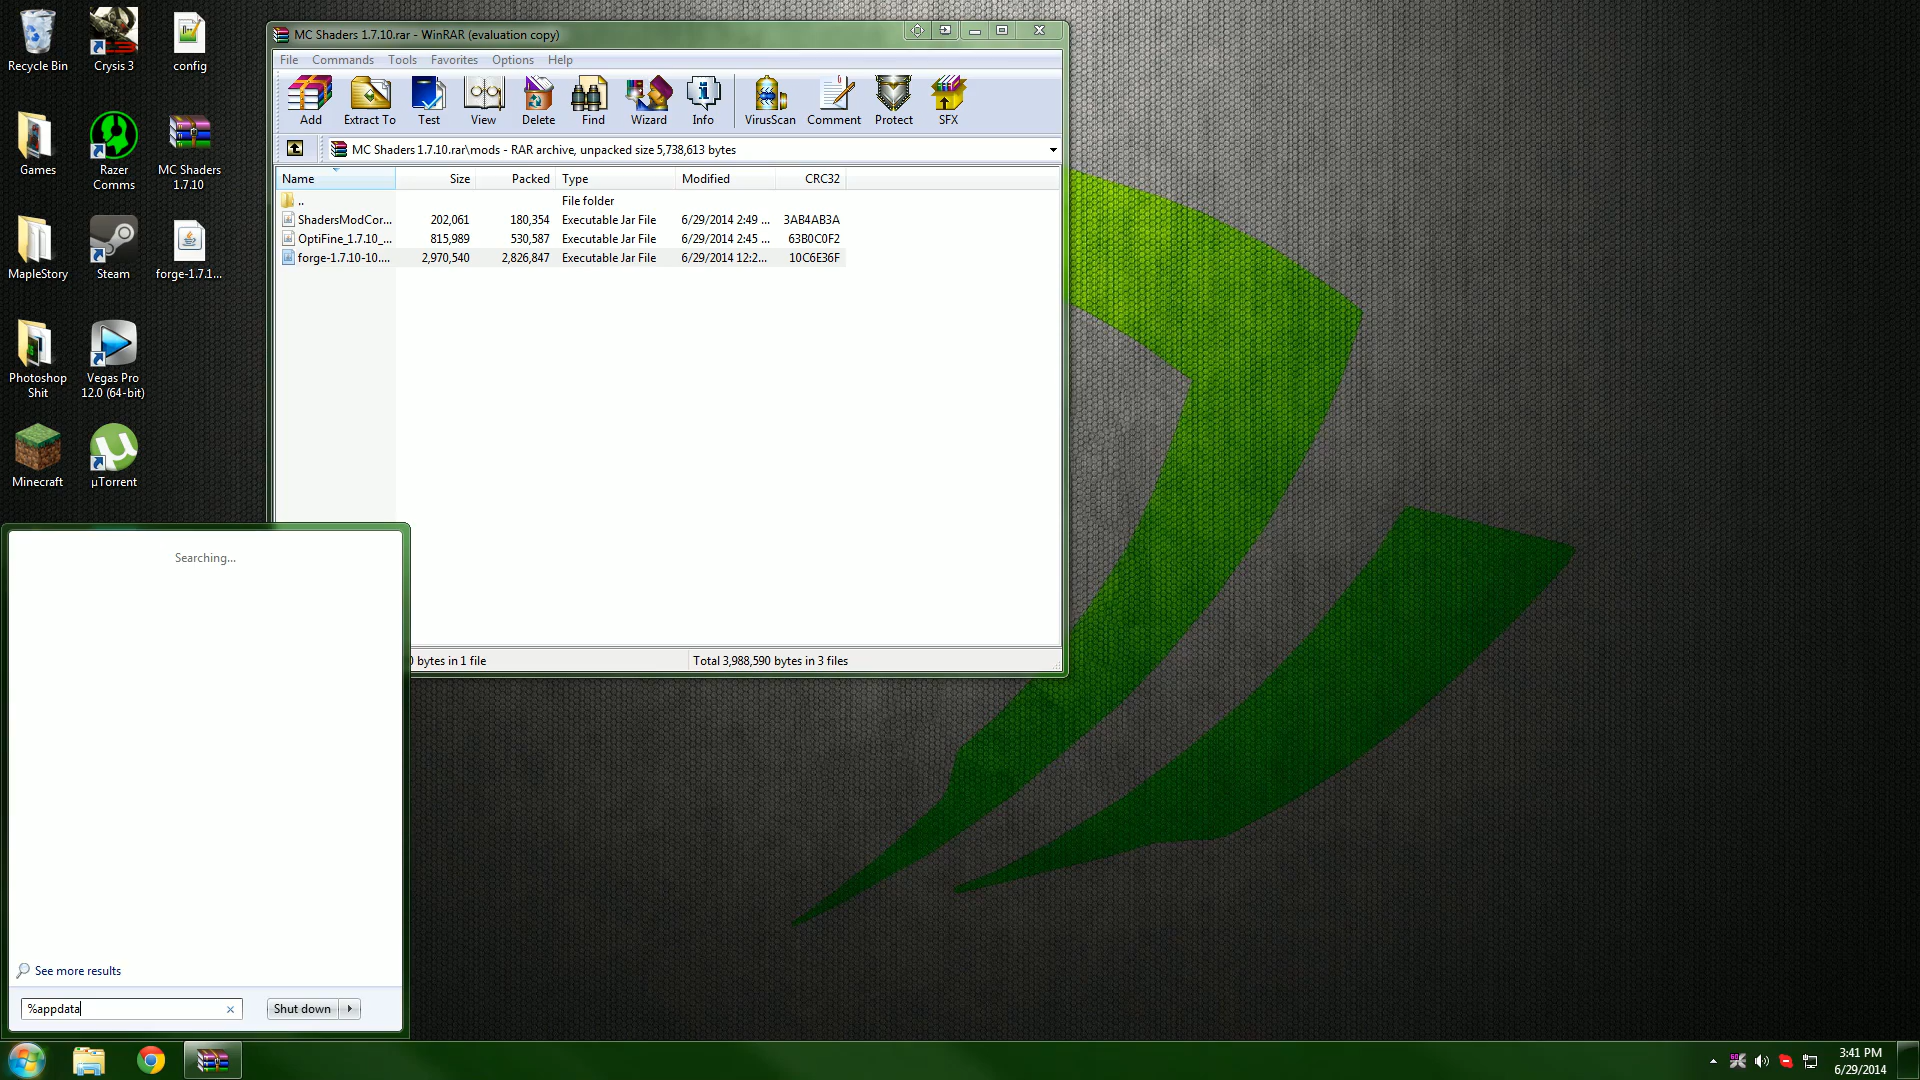 Recycle Bin
Crysis 3
config
Games
Razer
Comms
MC Shaders
1.7.10
MapleStory
Steam
forge-1.7.1...
Photoshop
Shit
Vegas Pro
12.0 (64-bit)
Minecraft
µTorrent
MC Shaders 1.7.10.rar - WinRAR (evaluation copy)
File Commands Tools Favorites Options Help
Add Extract To Test View Delete Find Wizard Info VirusScan Comment Protect SFX
MC Shaders 1.7.10.rar\mods - RAR archive, unpacked size 5,738,613 bytes
Name Size Packed Type Modified CRC32
.. File folder
ShadersModCor... 202,061 180,354 Executable Jar File 6/29/2014 2:49 ... 3AB4AB3A
OptiFine_1.7.10_... 815,989 530,587 Executable Jar File 6/29/2014 2:45 ... 63B0C0F2
forge-1.7.10-10.... 2,970,540 2,826,847 Executable Jar File 6/29/2014 12:2... 10C6E36F
0 bytes in 1 file Total 3,988,590 bytes in 3 files
Searching...
See more results
%appdata Shut down
3:41 PM
6/29/2014